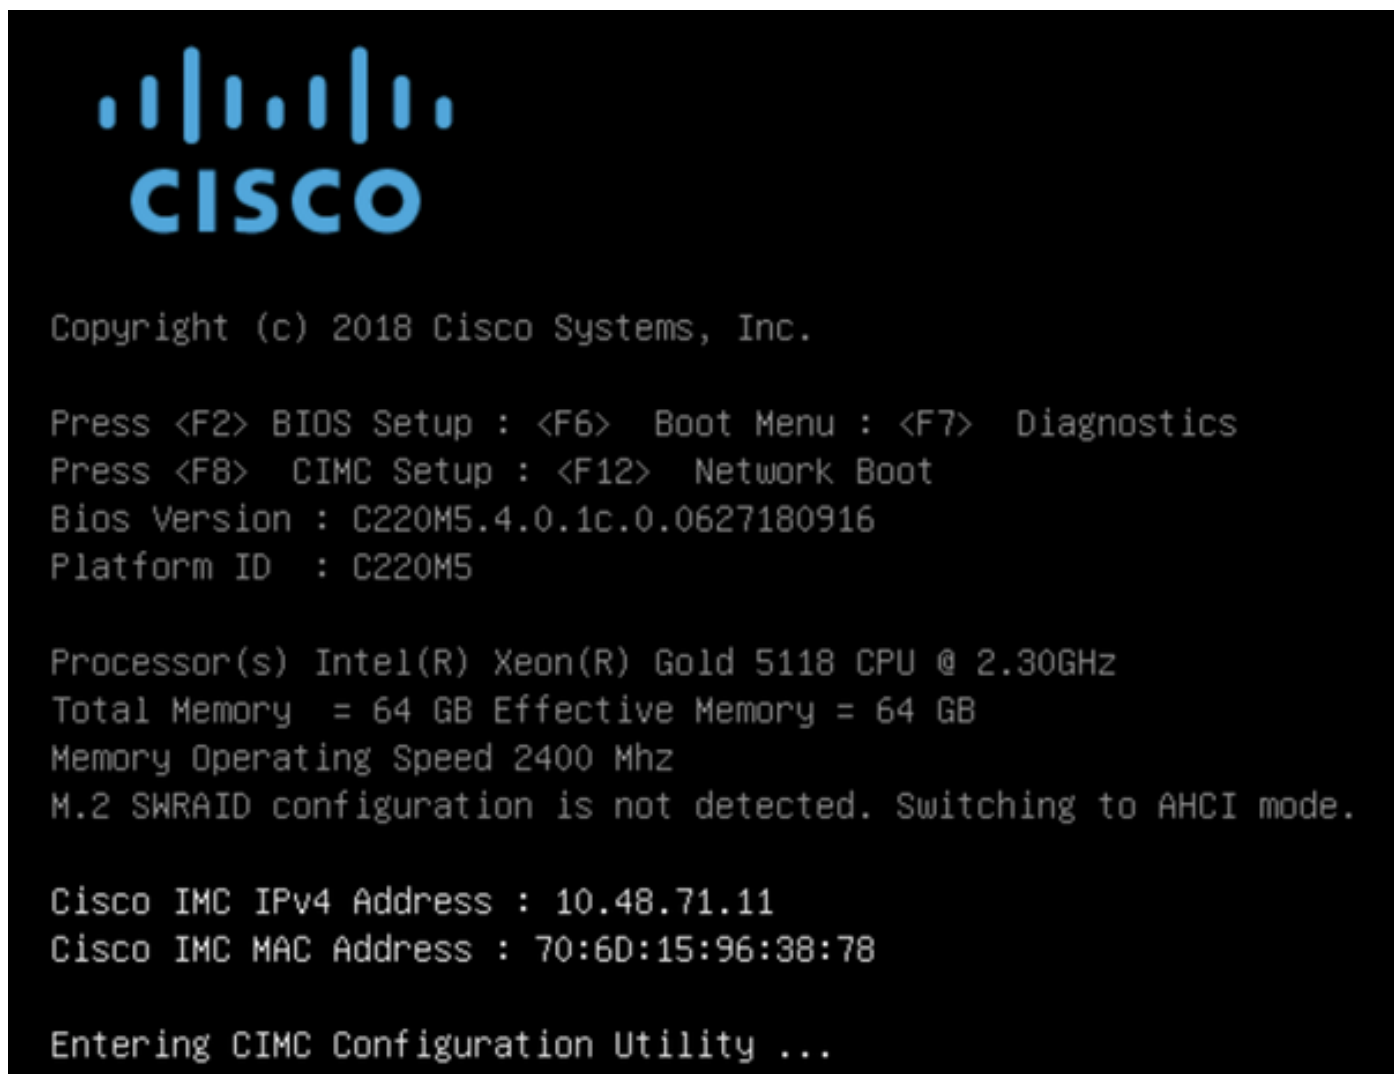 CISCO
Copyright (c) 2018 Cisco Systems, Inc.
Press <F2> BIOS Setup : <F6>  Boot Menu : <F7>  Diagnostics
Press <F8>  CIMC Setup : <F12>  Network Boot
Bios Version : C220M5.4.0.1c.0.0627180916
Platform ID  : C220M5
Processor(s) Intel(R) Xeon(R) Gold 5118 CPU @ 2.30GHz
Total Memory  = 64 GB Effective Memory = 64 GB
Memory Operating Speed 2400 Mhz
M.2 SWRAID configuration is not detected. Switching to AHCI mode.
Cisco IMC IPv4 Address : 10.48.71.11
Cisco IMC MAC Address : 70:6D:15:96:38:78
Entering CIMC Configuration Utility ...